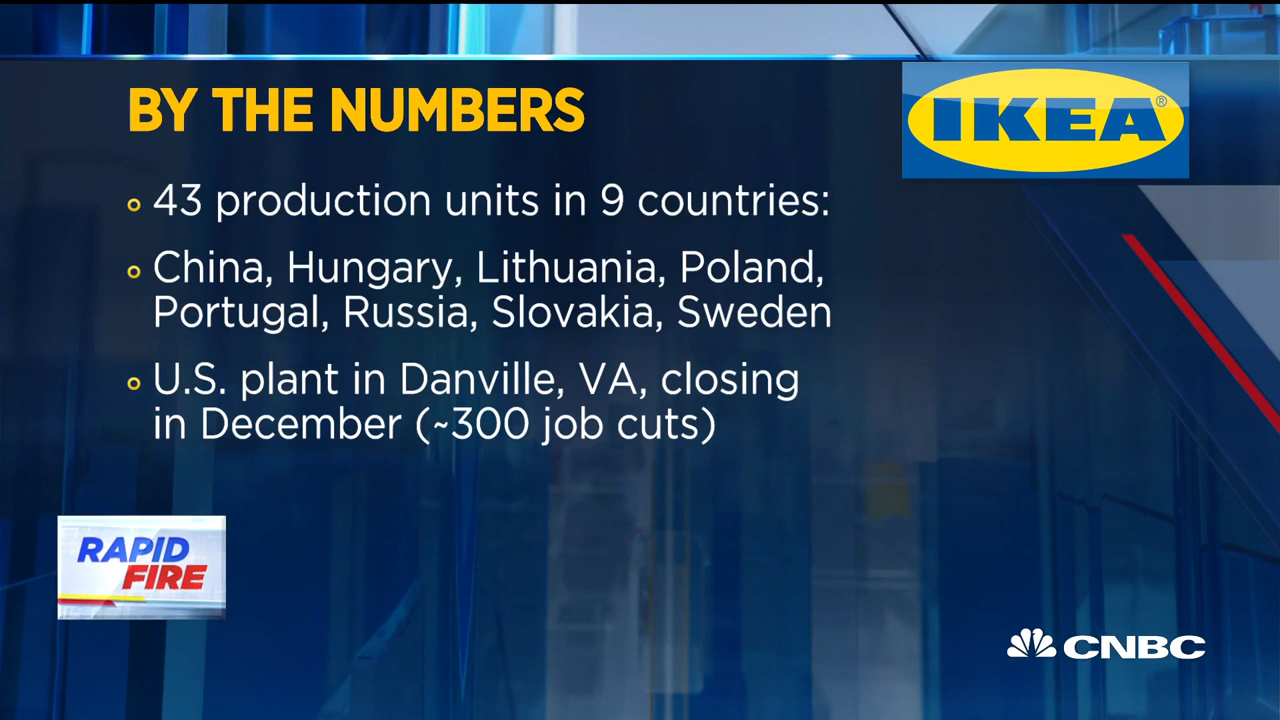 BY THE NUMBERS
IKEA®
43 production units in 9 countries:
China, Hungary, Lithuania, Poland,
Portugal, Russia, Slovakia, Sweden
U.S. plant in Danville, VA, closing
in December (~300 job cuts)
RAPID
FIRE
CNBC